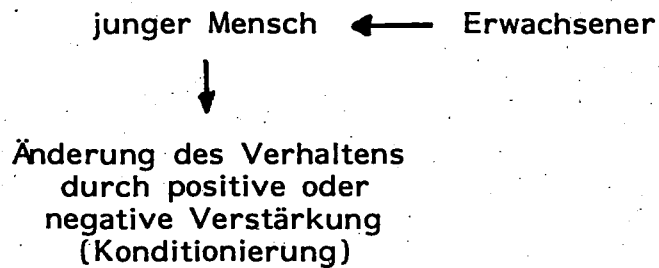 junger Mensch ← Erwachsener
↓
Änderung des Verhaltens
durch positive oder
negative Verstärkung
(Konditionierung)